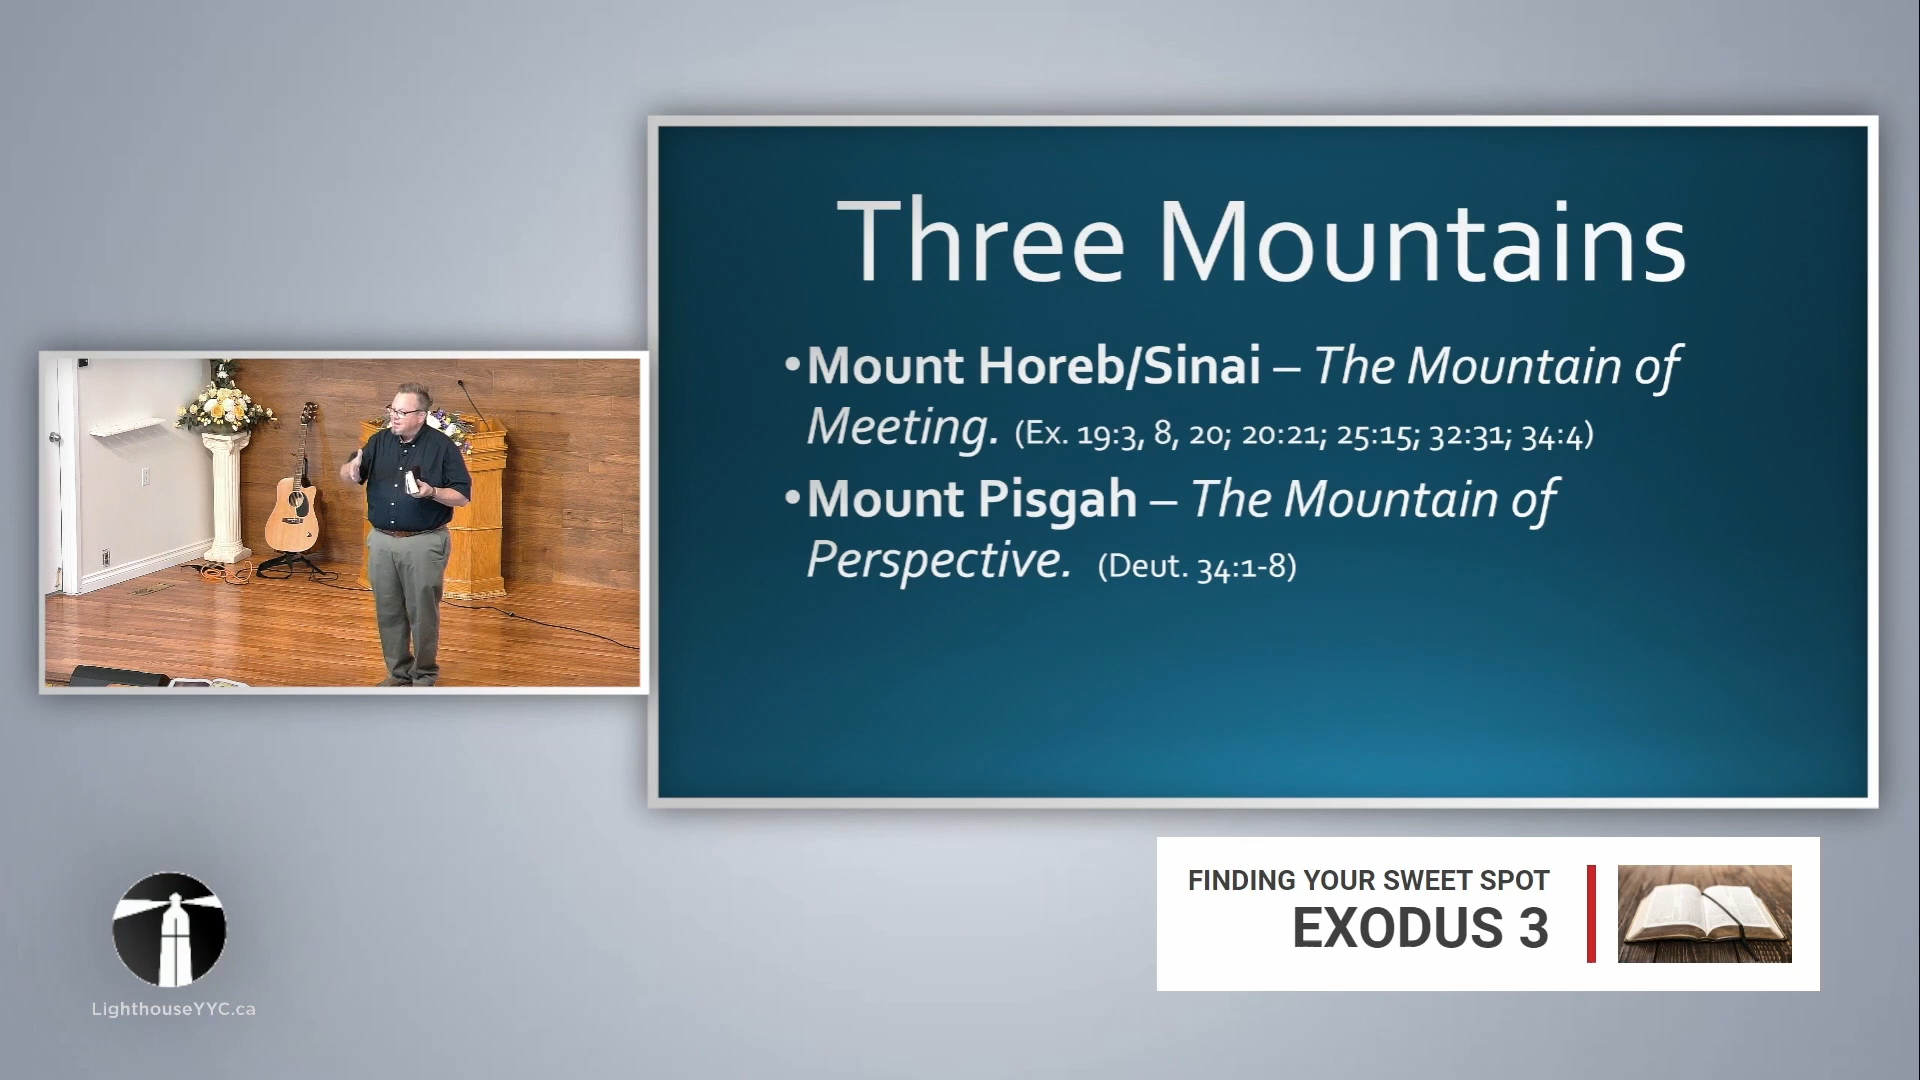 Three Mountains
•Mount Horeb/Sinai – The Mountain of
Meeting. (Ex. 19:3, 8, 20; 20:21; 25:15; 32:31; 34:4)
•Mount Pisgah – The Mountain of
Perspective. (Deut. 34:1-8)
FINDING YOUR SWEET SPOT
EXODUS 3
LighthouseYYC.ca